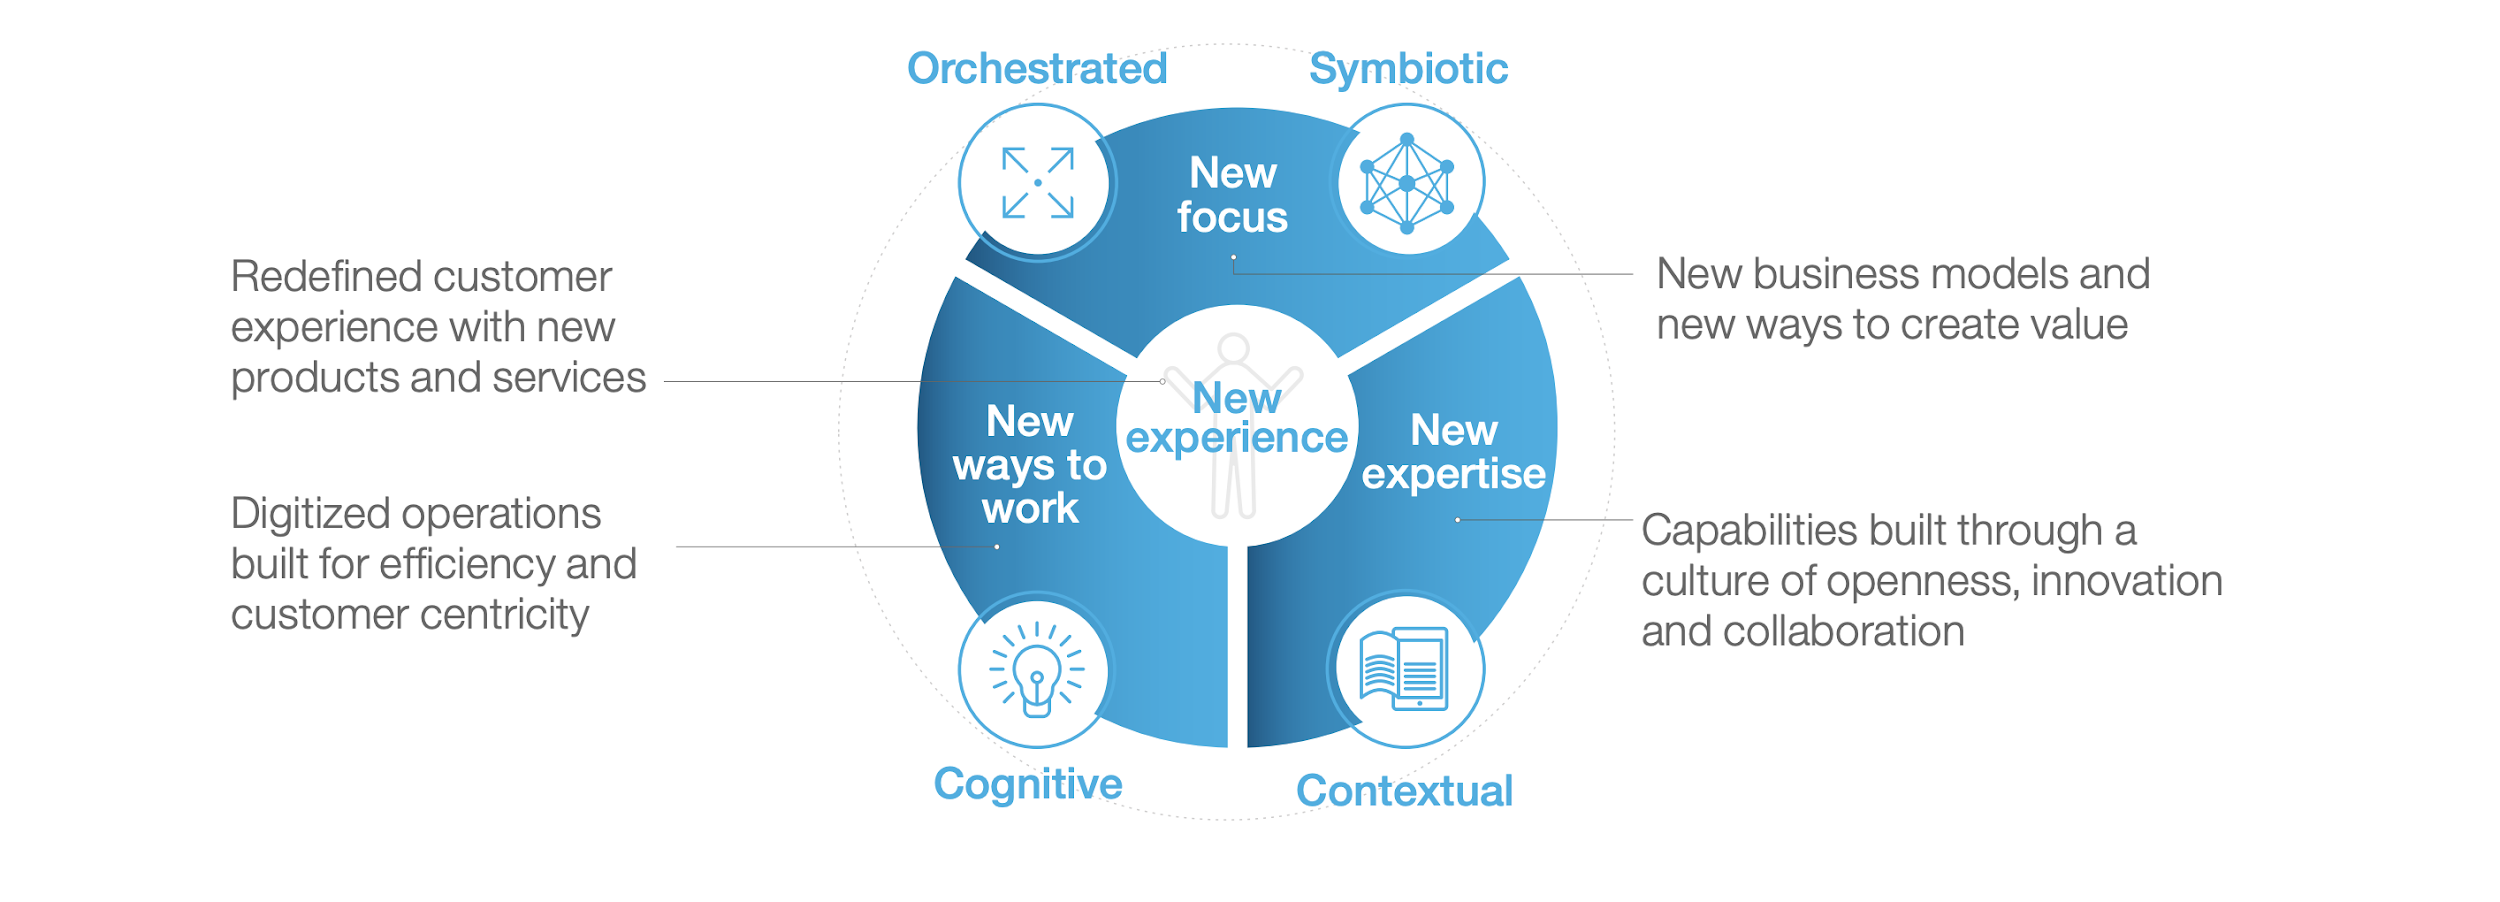 Orchestrated
Symbiotic
New
focus
Redefined customer
experience with new
products and services
New business models and
new ways to create value
New
experience
New
ways to
work
New
expertise
Digitized operations
built for efficiency and
customer centricity
Capabilities built through a
culture of openness, innovation
and collaboration
Cognitive
Contextual